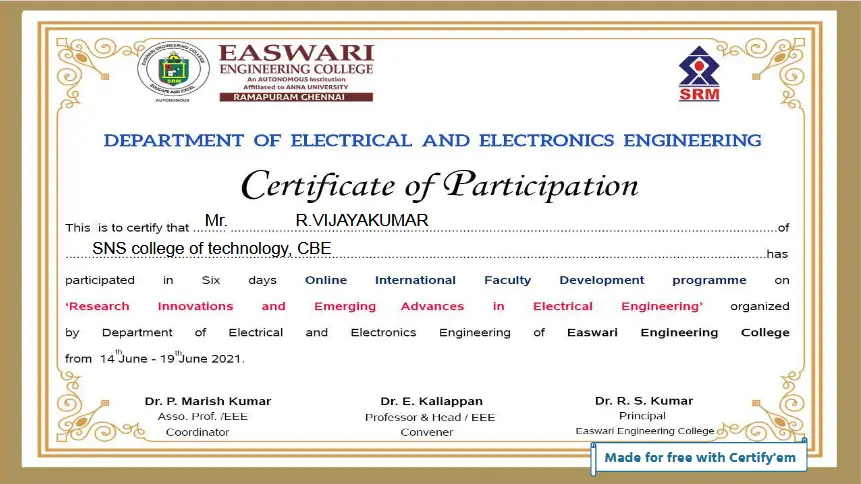 EASWARI ENGINEERING COLLEGE
SRM
EDUCATE AND EXCEL
AUTONOMOUS
EASWARI
ENGINEERING COLLEGE
An AUTONOMOUS Institution
Affiliated to ANNA UNIVERSITY
RAMAPURAM CHENNAI
SRM
DEPARTMENT OF ELECTRICAL AND ELECTRONICS ENGINEERING
Certificate of Participation
This is to certify that Mr. R.VIJAYAKUMAR of
SNS college of technology, CBE has
participated in Six days Online International Faculty Development programme on
‘Research Innovations and Emerging Advances in Electrical Engineering’ organized
by Department of Electrical and Electronics Engineering of Easwari Engineering College
from 14th June - 19th June 2021.
Dr. P. Marish Kumar
Asso. Prof. /EEE
Coordinator
Dr. E. Kaliappan
Professor & Head / EEE
Convener
Dr. R. S. Kumar
Principal
Easwari Engineering College
Made for free with Certify'em